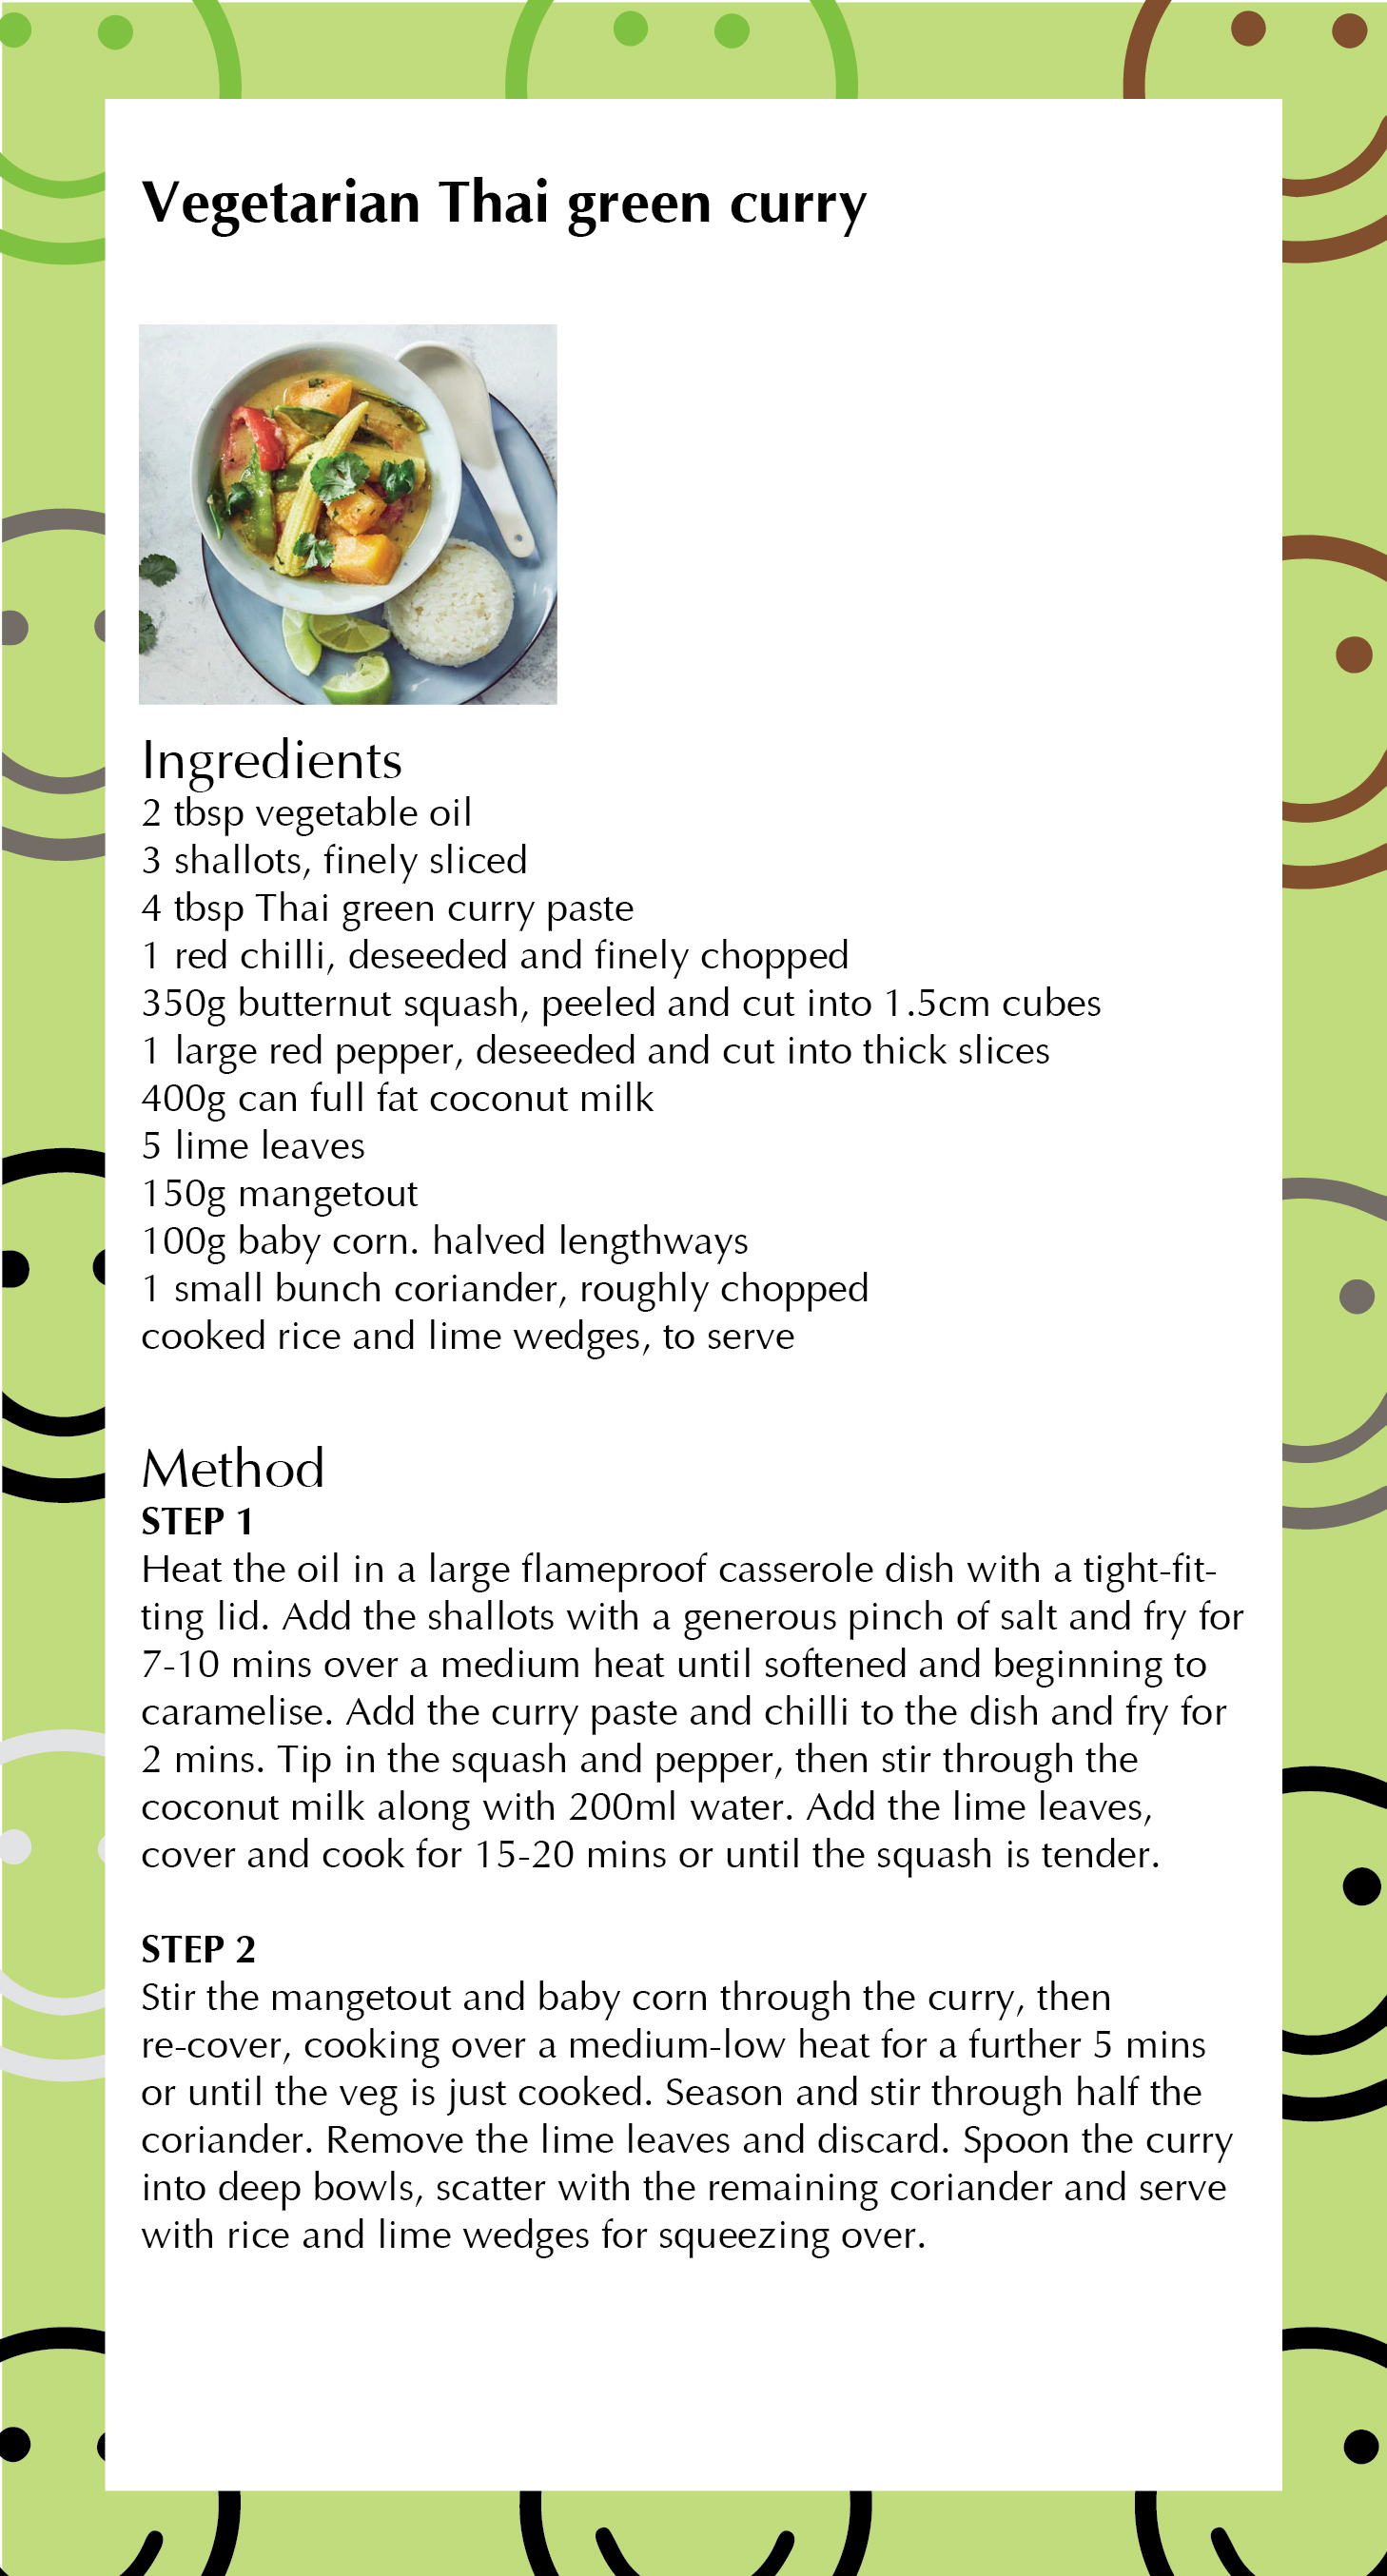 Vegetarian Thai green curry
Ingredients
2 tbsp vegetable oil
3 shallots, finely sliced
4 tbsp Thai green curry paste
1 red chilli, deseeded and finely chopped
350g butternut squash, peeled and cut into 1.5cm cubes
1 large red pepper, deseeded and cut into thick slices
400g can full fat coconut milk
5 lime leaves
150g mangetout
100g baby corn. halved lengthways
1 small bunch coriander, roughly chopped
cooked rice and lime wedges, to serve
Method
STEP 1
Heat the oil in a large flameproof casserole dish with a tight-fit-
ting lid. Add the shallots with a generous pinch of salt and fry for
7-10 mins over a medium heat until softened and beginning to
caramelise. Add the curry paste and chilli to the dish and fry for
2 mins. Tip in the squash and pepper, then stir through the
coconut milk along with 200ml water. Add the lime leaves,
cover and cook for 15-20 mins or until the squash is tender.
STEP 2
Stir the mangetout and baby corn through the curry, then
re-cover, cooking over a medium-low heat for a further 5 mins
or until the veg is just cooked. Season and stir through half the
coriander. Remove the lime leaves and discard. Spoon the curry
into deep bowls, scatter with the remaining coriander and serve
with rice and lime wedges for squeezing over.